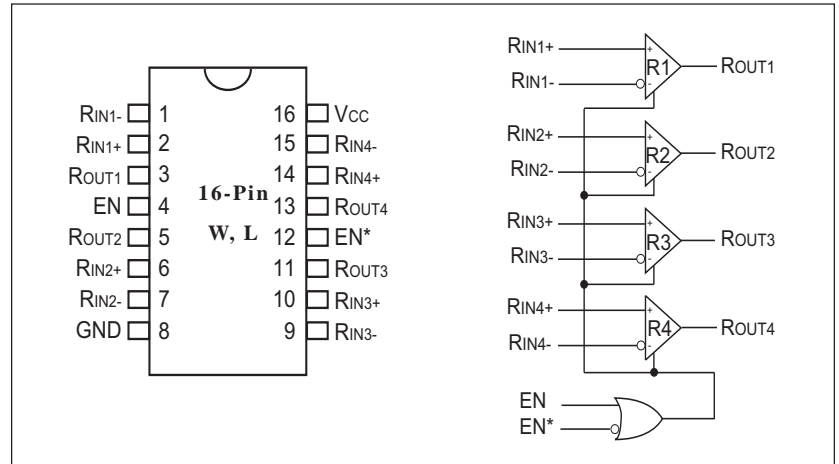 RIN1- 1 16 VCC
RIN1+ 2 15 RIN4-
ROUT1 3 14 RIN4+
EN 4 13 ROUT4
ROUT2 5 12 EN*
RIN2+ 6 11 ROUT3
RIN2- 7 10 RIN3+
GND 8 9 RIN3-
16-Pin
W, L
RIN1+ + R1 ROUT1
RIN1- -
RIN2+ + R2 ROUT2
RIN2- -
RIN3+ + R3 ROUT3
RIN3- -
RIN4+ + R4 ROUT4
RIN4- -
EN
EN*